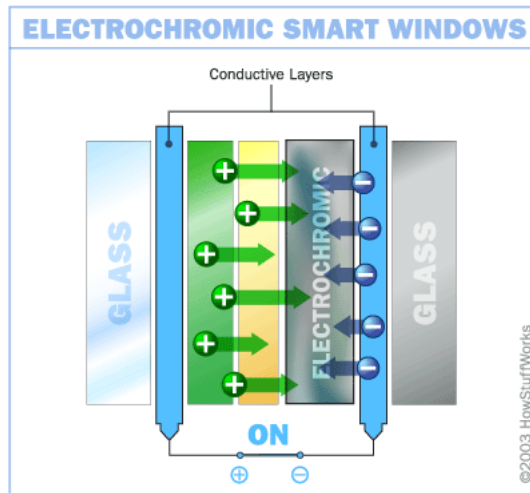 ELECTROCHROMIC SMART WINDOWS
Conductive Layers
GLASS
ELECTROCHROMIC
GLASS
ON
©2003 HowStuffWorks